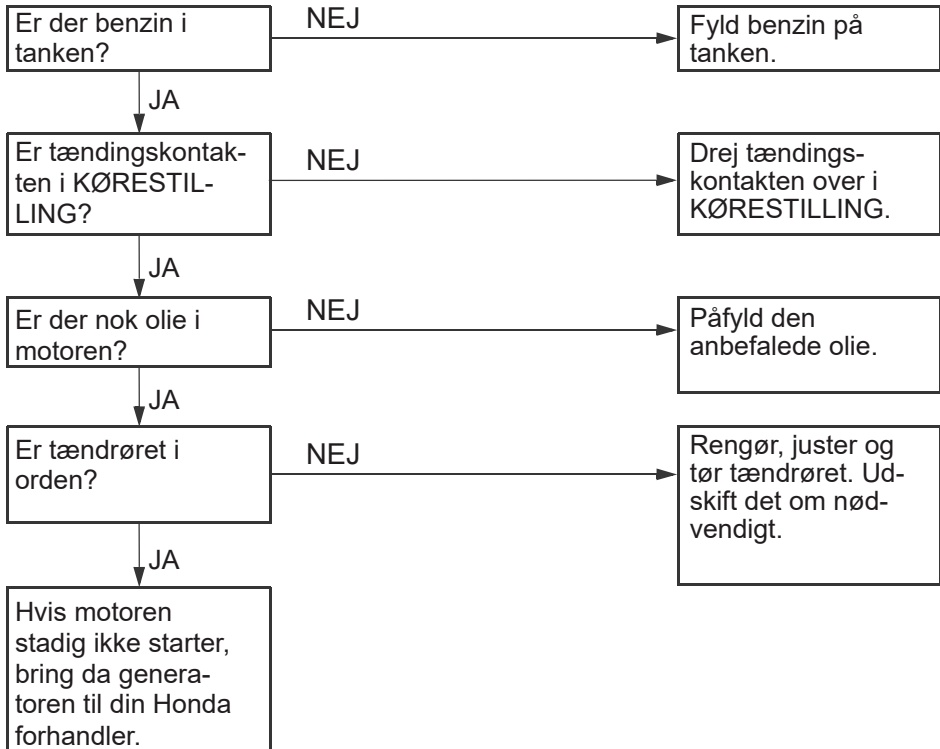 Er der benzin i
tanken?
NEJ
Fyld benzin på
tanken.
JA
Er tændingskontak-
ten i KØRESTIL-
LING?
NEJ
Drej tændings-
kontakten over i
KØRESTILLING.
JA
Er der nok olie i
motoren?
NEJ
Påfyld den
anbefalede olie.
JA
Er tændrøret i
orden?
NEJ
Rengør, juster og
tør tændrøret. Ud-
skift det om nød-
vendigt.
JA
Hvis motoren
stadig ikke starter,
bring da genera-
toren til din Honda
forhandler.